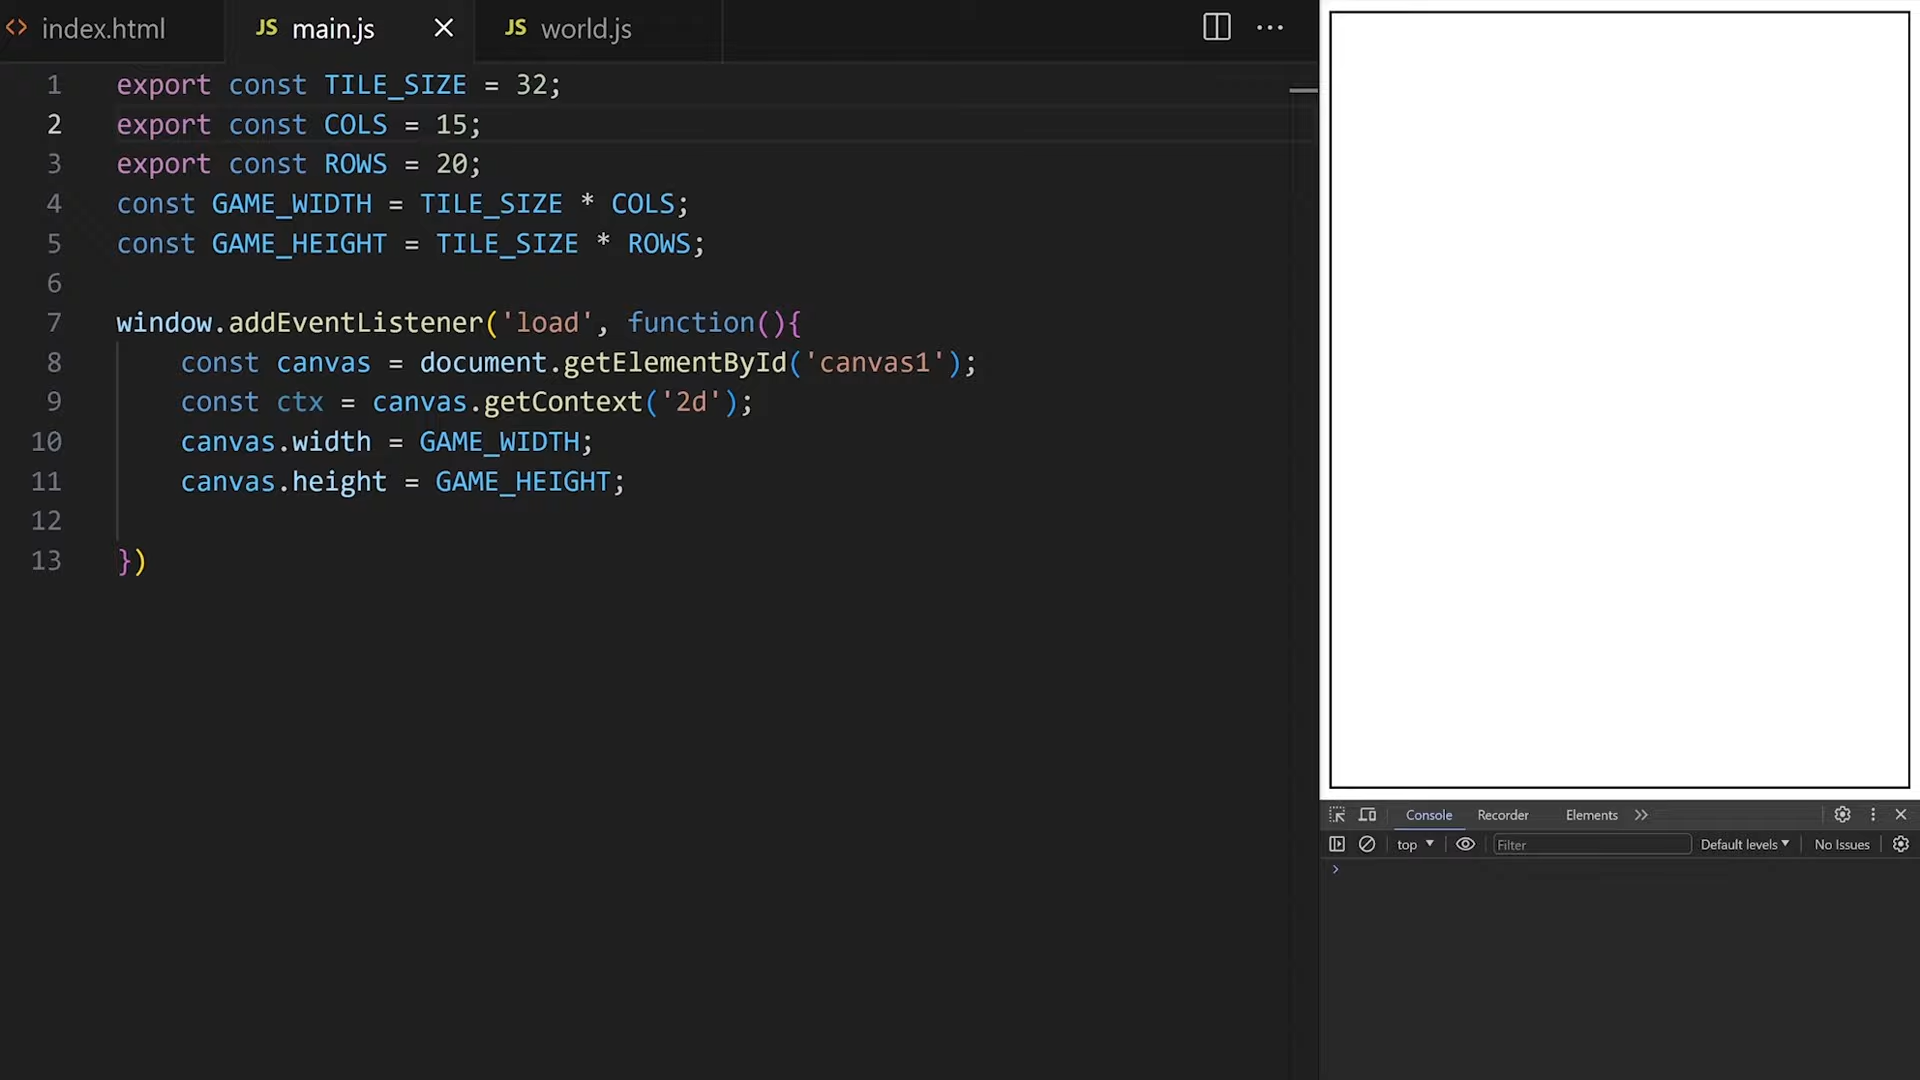 index.html
JS main.js
JS world.js
1 export const TILE_SIZE = 32;
2 export const COLS = 15;
3 export const ROWS = 20;
4 const GAME_WIDTH = TILE_SIZE * COLS;
5 const GAME_HEIGHT = TILE_SIZE * ROWS;
6
7 window.addEventListener('load', function(){
8 const canvas = document.getElementById('canvas1');
9 const ctx = canvas.getContext('2d');
10 canvas.width = GAME_WIDTH;
11 canvas.height = GAME_HEIGHT;
12
13 })
Console Recorder Elements
top Filter Default levels No Issues